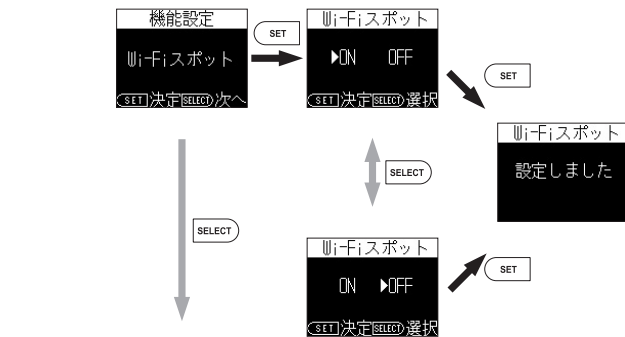 機能設定
Wi-Fiスポット
SET決定SELECT次へ
SET
Wi-Fiスポット
▶ON OFF
SET決定SELECT選択
SET
Wi-Fiスポット
設定しました
SELECT
SELECT
Wi-Fiスポット
ON ▶OFF
SET決定SELECT選択
SET